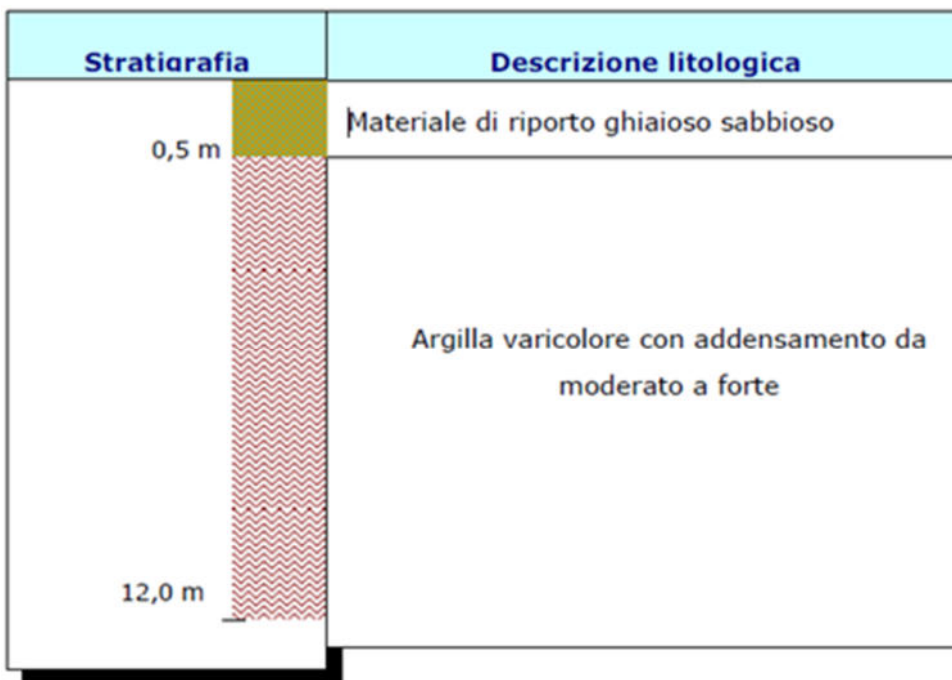 Stratigrafia
Descrizione litologica
Materiale di riporto ghiaioso sabbioso
0,5 m
Argilla varicolore con addensamento da
moderato a forte
12,0 m